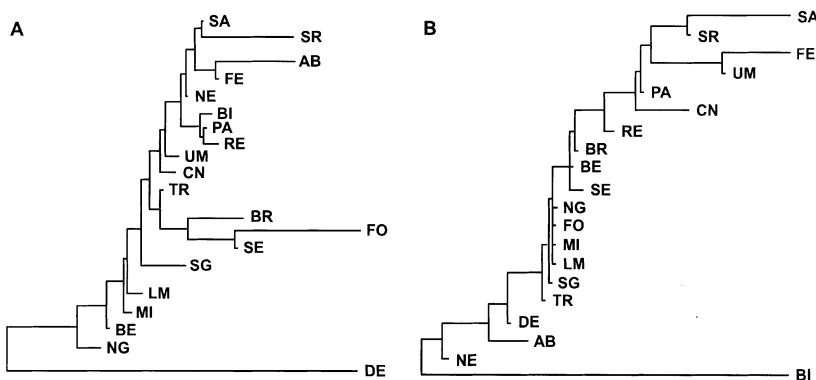 A
SA
SR
AB
FE
NE
BI
PA
RE
UM
CN
TR
BR
FO
SE
SG
LM
MI
BE
NG
DE
B
SA
SR
FE
UM
PA
CN
RE
BR
BE
SE
NG
FO
MI
LM
SG
TR
DE
AB
NE
BI